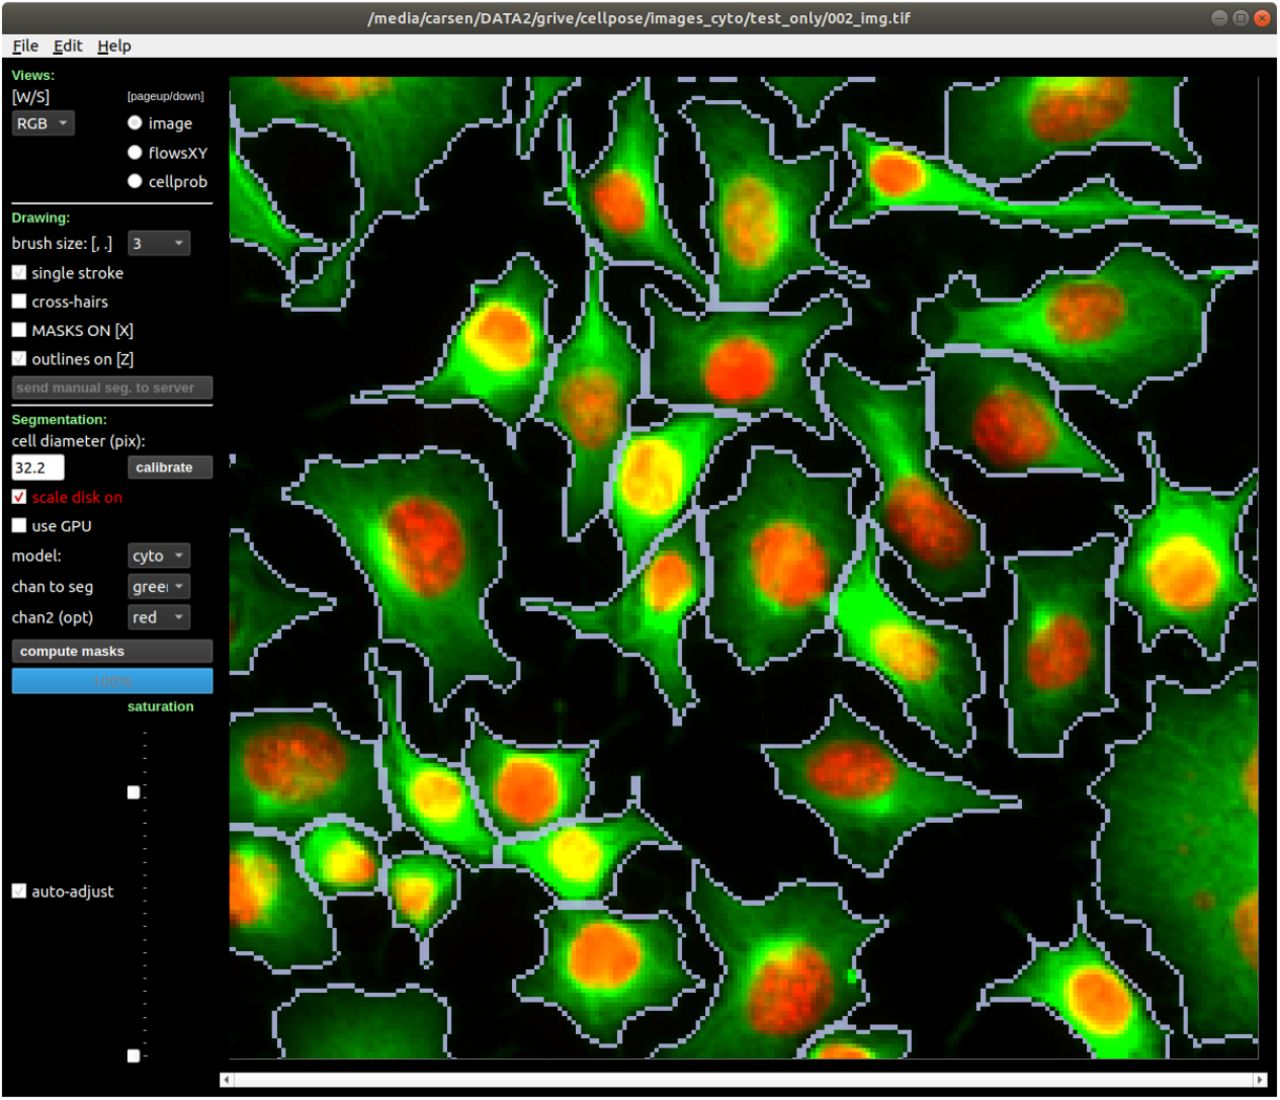 /media/carsen/DATA2/grive/cellpose/images_cyto/test_only/002_img.tif
File Edit Help
Views:
[W/S] [pageup/down]
RGB image
flowsXY
cellprob
Drawing:
brush size: [, .] 3
single stroke
cross-hairs
MASKS ON [X]
outlines on [Z]
send manual seg. to server
Segmentation:
cell diameter (pix):
32.2 calibrate
scale disk on
use GPU
model: cyto
chan to seg gree
chan2 (opt) red
compute masks
100%
saturation
auto-adjust